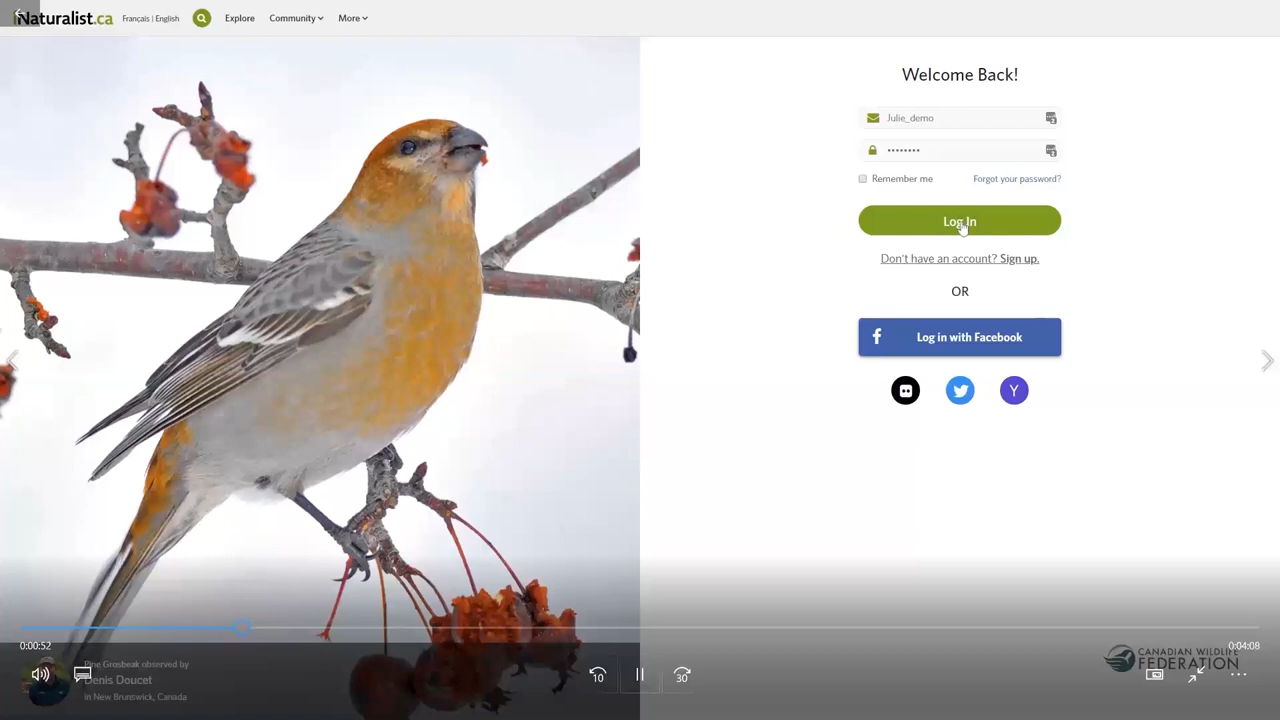 iNaturalist.ca
Français | English
Explore
Community
More
Welcome Back!
Julie_demo
Remember me
Forgot your password?
Log In
Don't have an account? Sign up.
OR
Log in with Facebook
Y
0:00:52
0:04:08
Pine Grosbeak observed by
Denis Doucet
in New Brunswick, Canada
10
30
CANADIAN WILDLIFE
FEDERATION